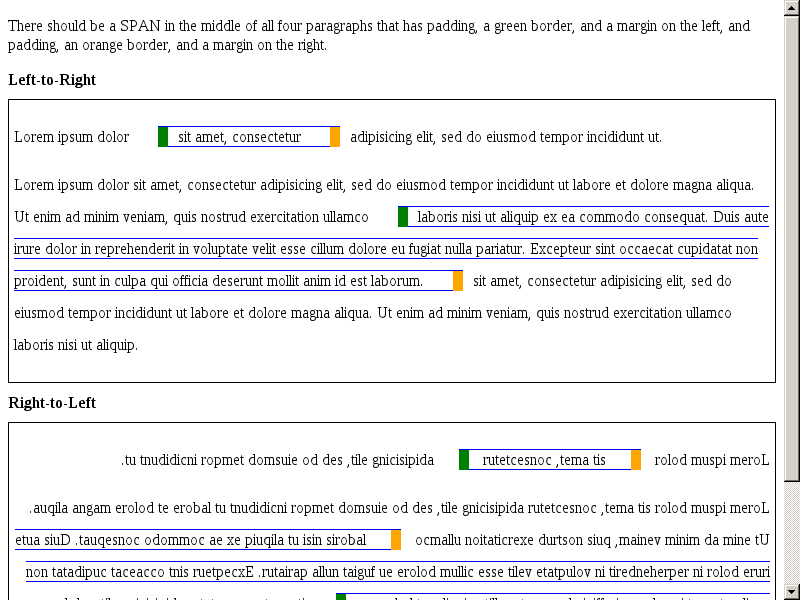 There should be a SPAN in the middle of all four paragraphs that has padding, a green border, and a margin on the left, and
padding, an orange border, and a margin on the right.
Left-to-Right
Lorem ipsum dolor sit amet, consectetur adipisicing elit, sed do eiusmod tempor incididunt ut.
Lorem ipsum dolor sit amet, consectetur adipisicing elit, sed do eiusmod tempor incididunt ut labore et dolore magna aliqua.
Ut enim ad minim veniam, quis nostrud exercitation ullamco laboris nisi ut aliquip ex ea commodo consequat. Duis aute
irure dolor in reprehenderit in voluptate velit esse cillum dolore eu fugiat nulla pariatur. Excepteur sint occaecat cupidatat non
proident, sunt in culpa qui officia deserunt mollit anim id est laborum. sit amet, consectetur adipisicing elit, sed do
eiusmod tempor incididunt ut labore et dolore magna aliqua. Ut enim ad minim veniam, quis nostrud exercitation ullamco
laboris nisi ut aliquip.
Right-to-Left
.tu tnudidicni ropmet domsuie od des ,tile gnicisipida rutetcesnoc ,tema tis rolod muspi meroL
.auqila angam erolod te erobal tu tnudidicni ropmet domsuie od des ,tile gnicisipida rutetcesnoc ,tema tis rolod muspi meroL
etua siuD .tauqesnoc odommoc ae xe piuqila tu isin sirobal ocmallu noitaticrexe durtson siuq ,mainev minim da mine tU
non tatadipuc taceacco tnis ruetpecxE .rutairap allun taiguf ue erolod mullic esse tilev etatpulov ni tiredneherper ni rolod eruri